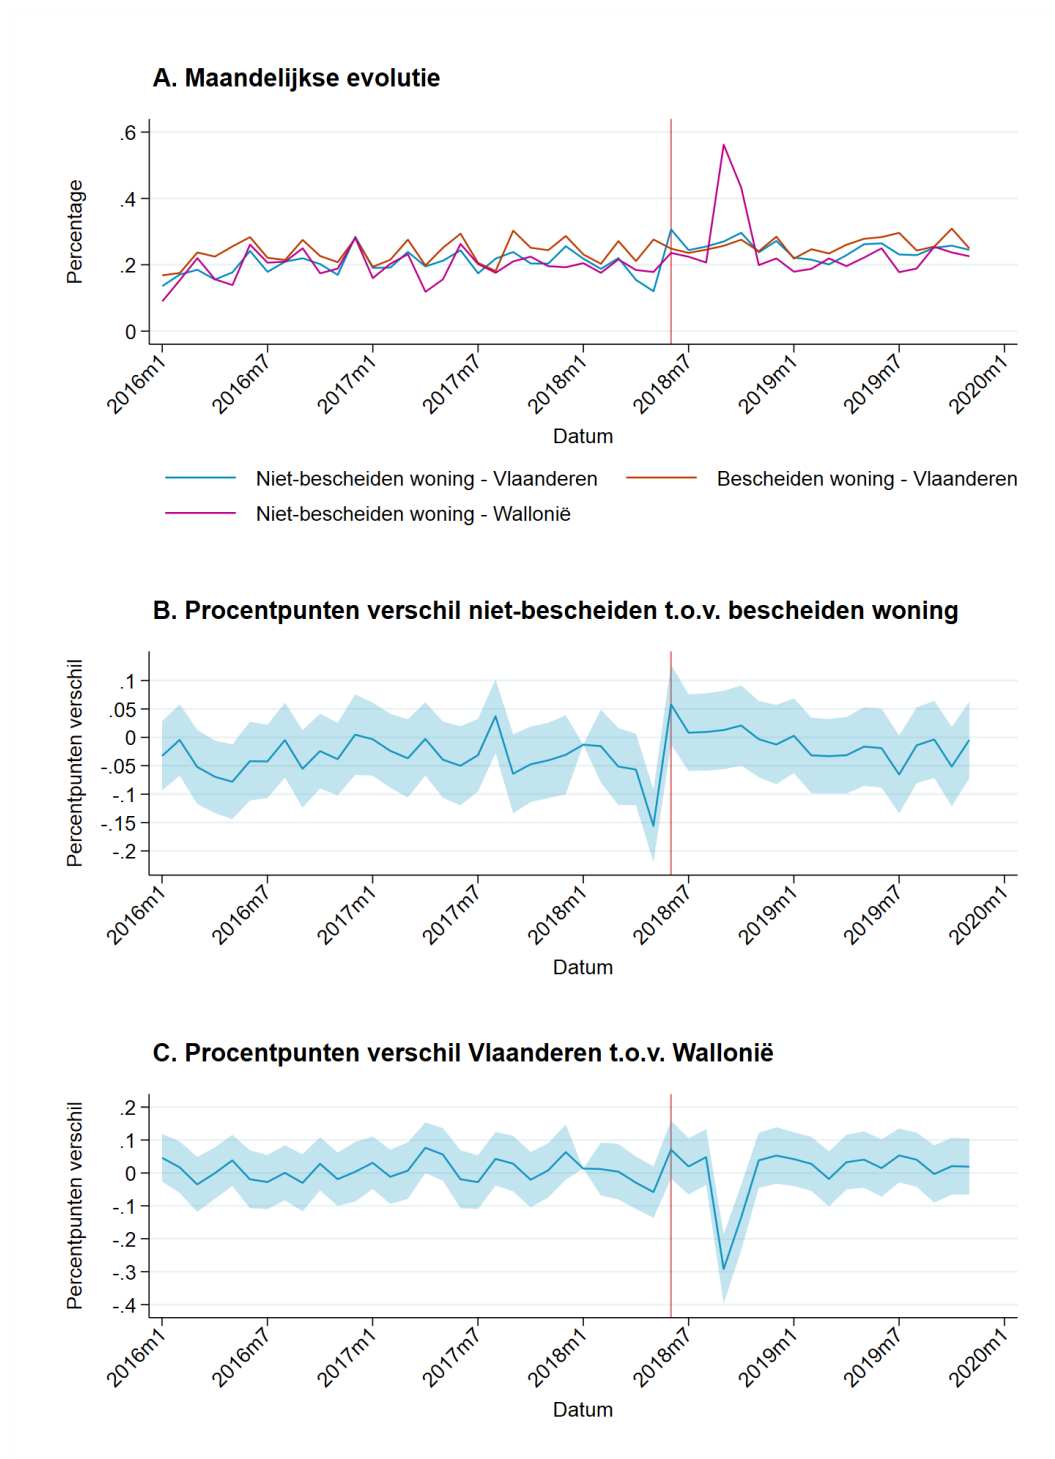 A. Maandelijkse evolutie
Percentage
.6
.4
.2
0
2016m1
2016m7
2017m1
2017m7
2018m1
2018m7
2019m1
2019m7
2020m1
Datum
Niet-bescheiden woning - Vlaanderen
Bescheiden woning - Vlaanderen
Niet-bescheiden woning - Wallonië
B. Procentpunten verschil niet-bescheiden t.o.v. bescheiden woning
Percentpunten verschil
.1
.05
0
-.05
-.1
-.15
-.2
2016m1
2016m7
2017m1
2017m7
2018m1
2018m7
2019m1
2019m7
2020m1
Datum
C. Procentpunten verschil Vlaanderen t.o.v. Wallonië
Percentpunten verschil
.2
.1
0
-.1
-.2
-.3
-.4
2016m1
2016m7
2017m1
2017m7
2018m1
2018m7
2019m1
2019m7
2020m1
Datum